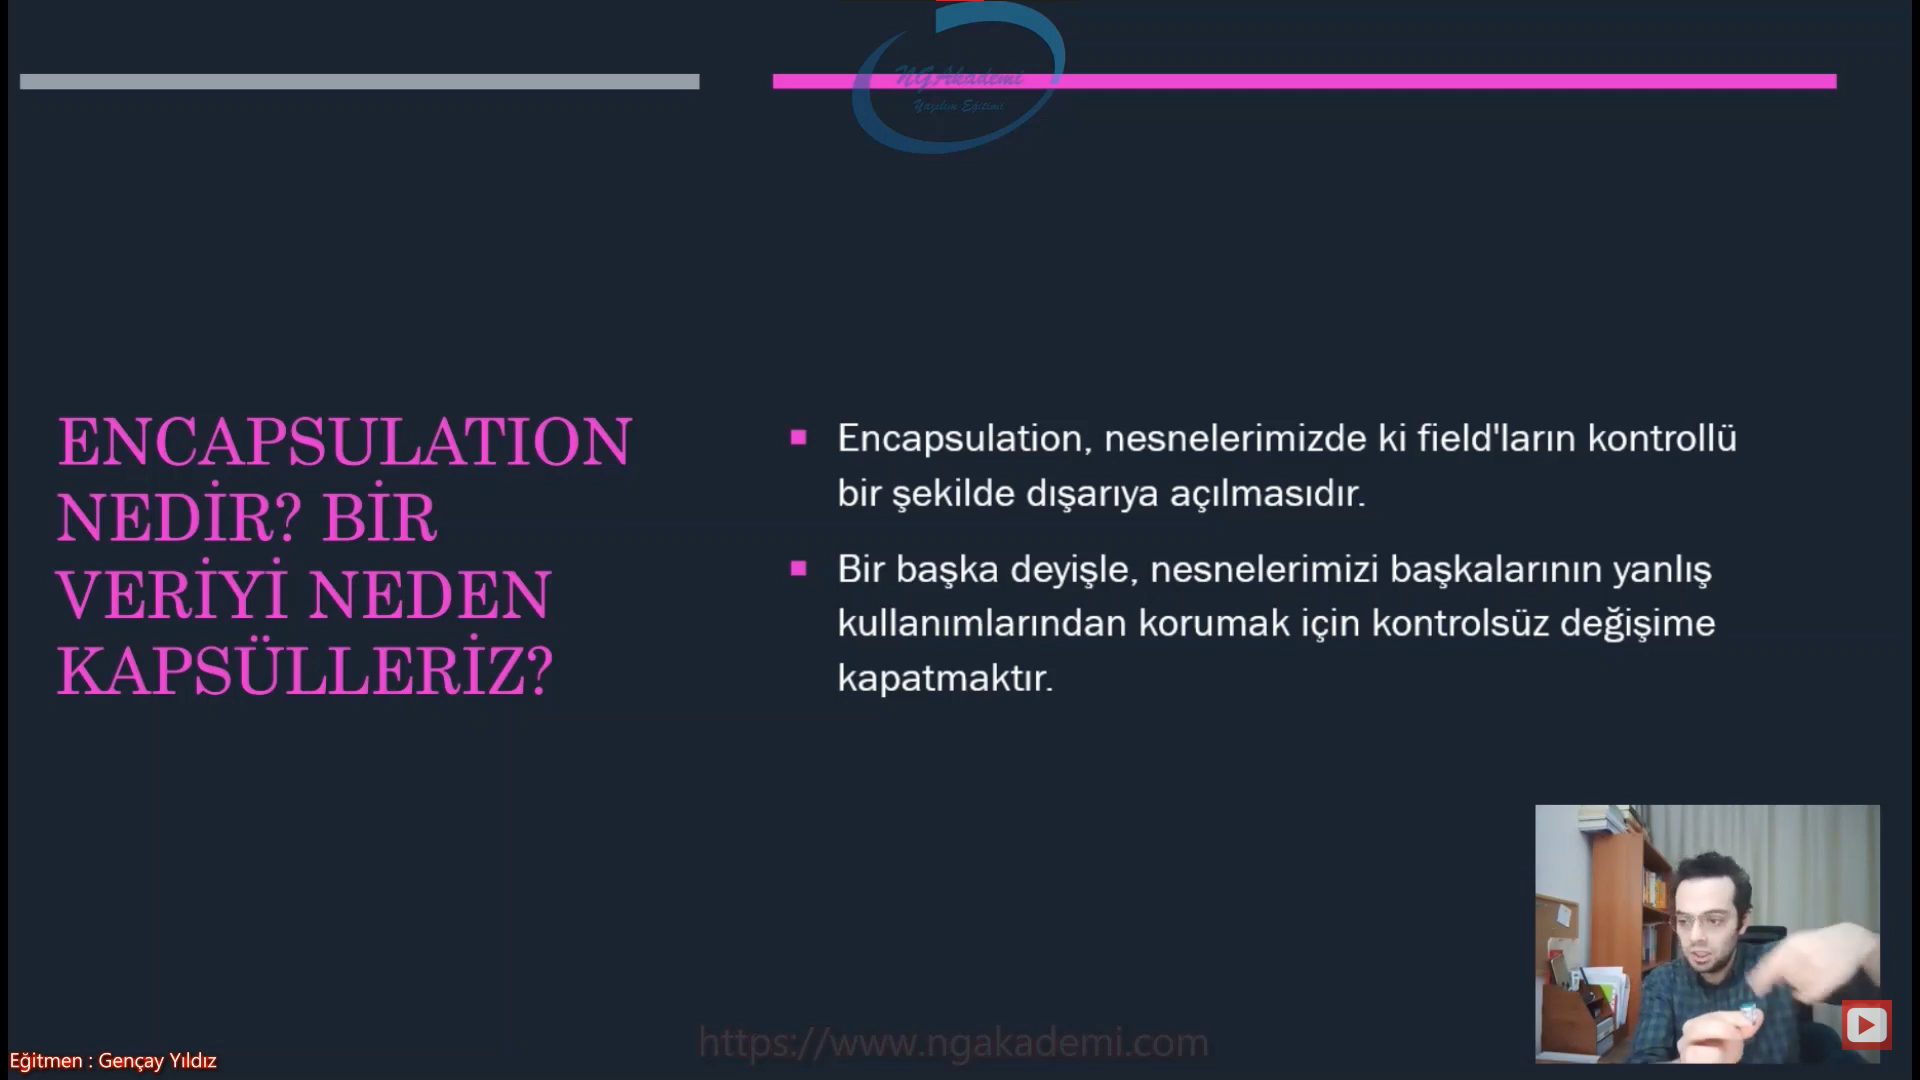 NGAkademi
Yazılım Eğitimi
ENCAPSULATION
NEDİR? BİR
VERİYİ NEDEN
KAPSÜLLERİZ?
Encapsulation, nesnelerimizde ki field'ların kontrollü
bir şekilde dışarıya açılmasıdır.
Bir başka deyişle, nesnelerimizi başkalarının yanlış
kullanımlarından korumak için kontrolsüz değişime
kapatmaktır.
https://www.ngakademi.com
Eğitmen : Gençay Yıldız